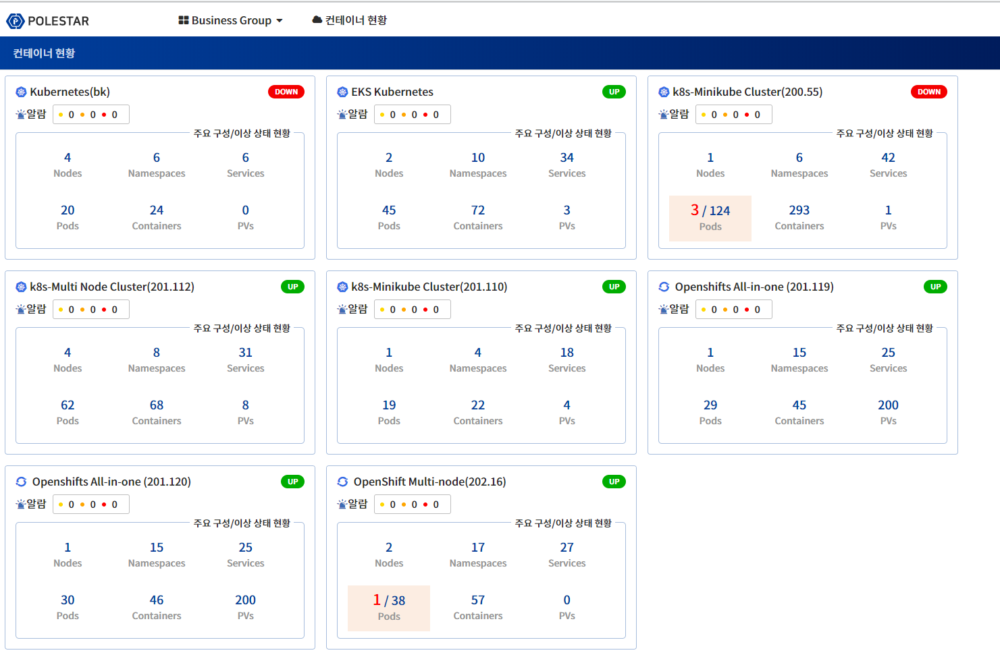 POLESTAR
Business Group
컨테이너 현황
컨테이너 현황
Kubernetes(bk) DOWN
알람 0 0 0
주요 구성/이상 상태 현황
4 6 6
Nodes Namespaces Services
20 24 0
Pods Containers PVs
EKS Kubernetes UP
알람 0 0 0
주요 구성/이상 상태 현황
2 10 34
Nodes Namespaces Services
45 72 3
Pods Containers PVs
k8s-Minikube Cluster(200.55) DOWN
알람 0 0 0
주요 구성/이상 상태 현황
1 6 42
Nodes Namespaces Services
3 / 124 293 1
Pods Containers PVs
k8s-Multi Node Cluster(201.112) UP
알람 0 0 0
주요 구성/이상 상태 현황
4 8 31
Nodes Namespaces Services
62 68 8
Pods Containers PVs
k8s-Minikube Cluster(201.110) UP
알람 0 0 0
주요 구성/이상 상태 현황
1 4 18
Nodes Namespaces Services
19 22 4
Pods Containers PVs
Openshifts All-in-one (201.119) UP
알람 0 0 0
주요 구성/이상 상태 현황
1 15 25
Nodes Namespaces Services
29 45 200
Pods Containers PVs
Openshifts All-in-one (201.120) UP
알람 0 0 0
주요 구성/이상 상태 현황
1 15 25
Nodes Namespaces Services
30 46 200
Pods Containers PVs
OpenShift Multi-node(202.16) UP
알람 0 0 0
주요 구성/이상 상태 현황
2 17 27
Nodes Namespaces Services
1 / 38 57 0
Pods Containers PVs